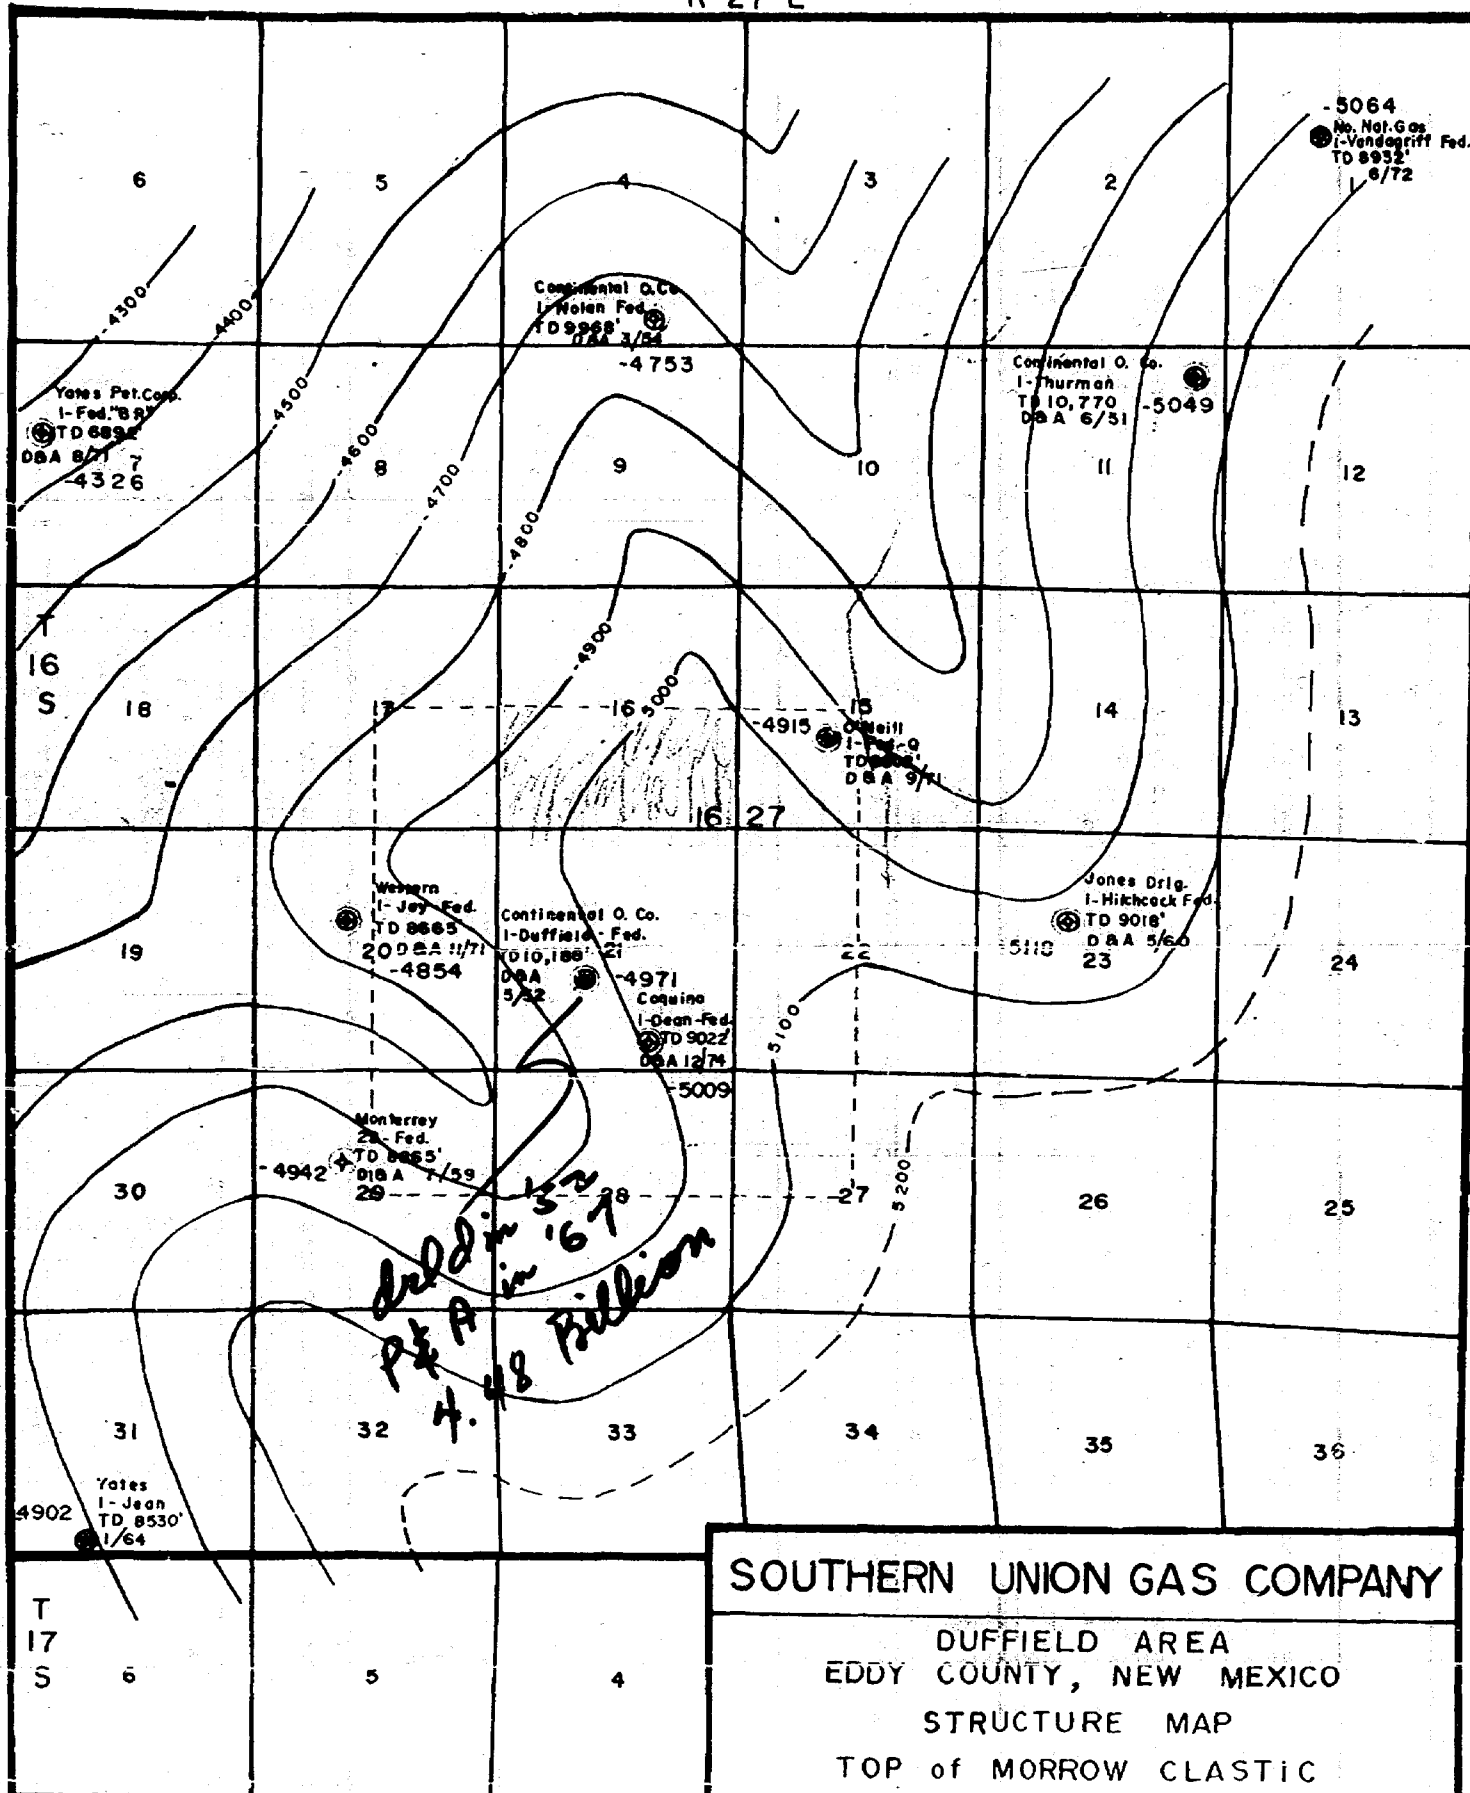 R 27 E
6
5
4
3
2
1
-5064
No. Nat. Gas
1-Vandagriff Fed.
TD 8932'
6/72
-4300
-4400
Continental O. Co.
1-Nolen Fed.
TD 9968'
D&A 3/54
-4753
Yates Pet. Corp.
1-Fed. "BR"
D&A 8/71
-4326
7
-4500
-4600
8
-4700
-4800
9
10
Continental O. Co.
1-Thurman
TD 10,770
D&A 6/51
-5049
11
12
T
16
S
18
17
-4900
16
5000
15
14
13
-4915
O'Neill
1-Fed-Q
D&A 9/71
16 27
Western
1-Jay-Fed.
TD 8665'
D&A 11/71
-4854
19
20
Continental O. Co.
1-Duffield-Fed.
TD 10,188'
D&A
5/52
21
-4971
Coquina
1-Dean-Fed.
TD 9022'
D&A 12/74
-5009
22
Jones Drlg.
1-Hikhcock Fed.
TD 9018'
D&A 5/60
-5118
23
24
5100
Monterrey
-4942
D&A 7/59
30
29
28
27
5200
26
25
drld in '52
P & A in '67
4.48 Billion
31
32
33
34
35
36
Yates
1-Jean
TD 8530'
1/64
4902
T
17
S
6
5
4
SOUTHERN UNION GAS COMPANY
DUFFIELD AREA
EDDY COUNTY, NEW MEXICO
STRUCTURE MAP
TOP of MORROW CLASTIC